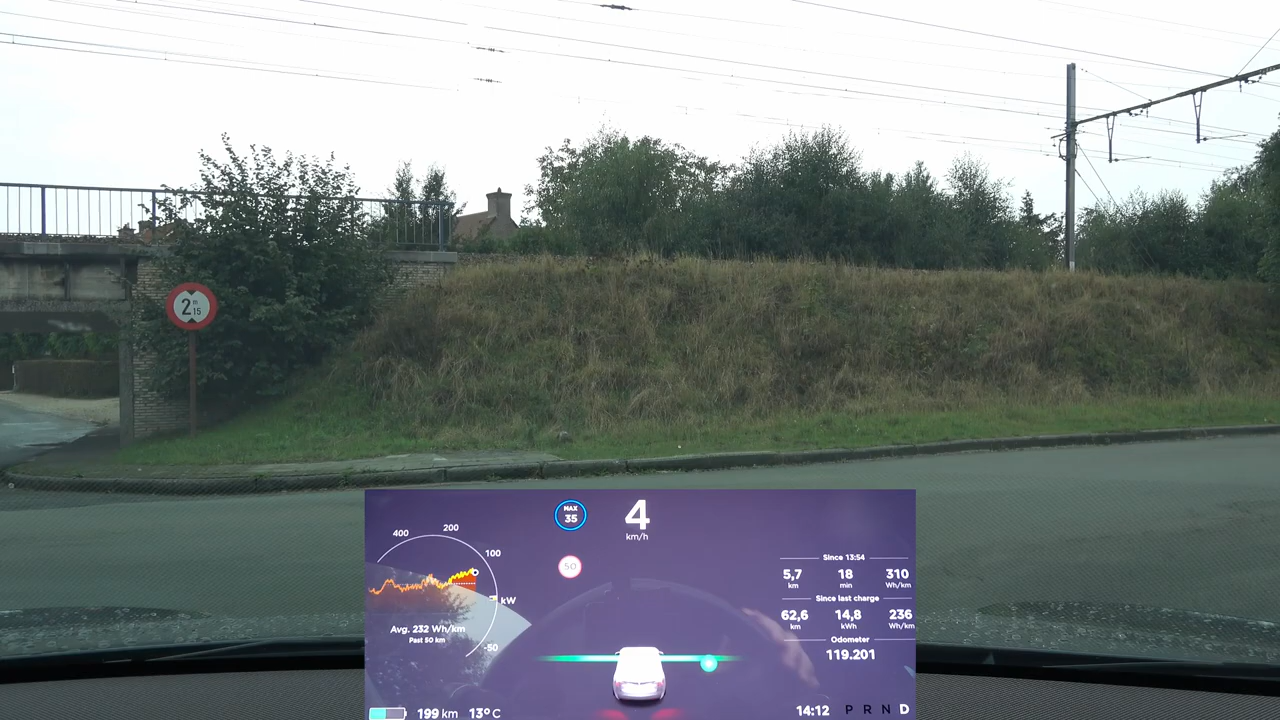 2 m 15
MAX
35
4
km/h
50
400
200
100
kW
-50
Avg. 232 Wh/km
Past 50 km
Since 13:54
5,7 18 310
km min Wh/km
Since last charge
62,6 14,8 236
km kWh Wh/km
Odometer
119.201
199 km 13° C
14:12 P R N D